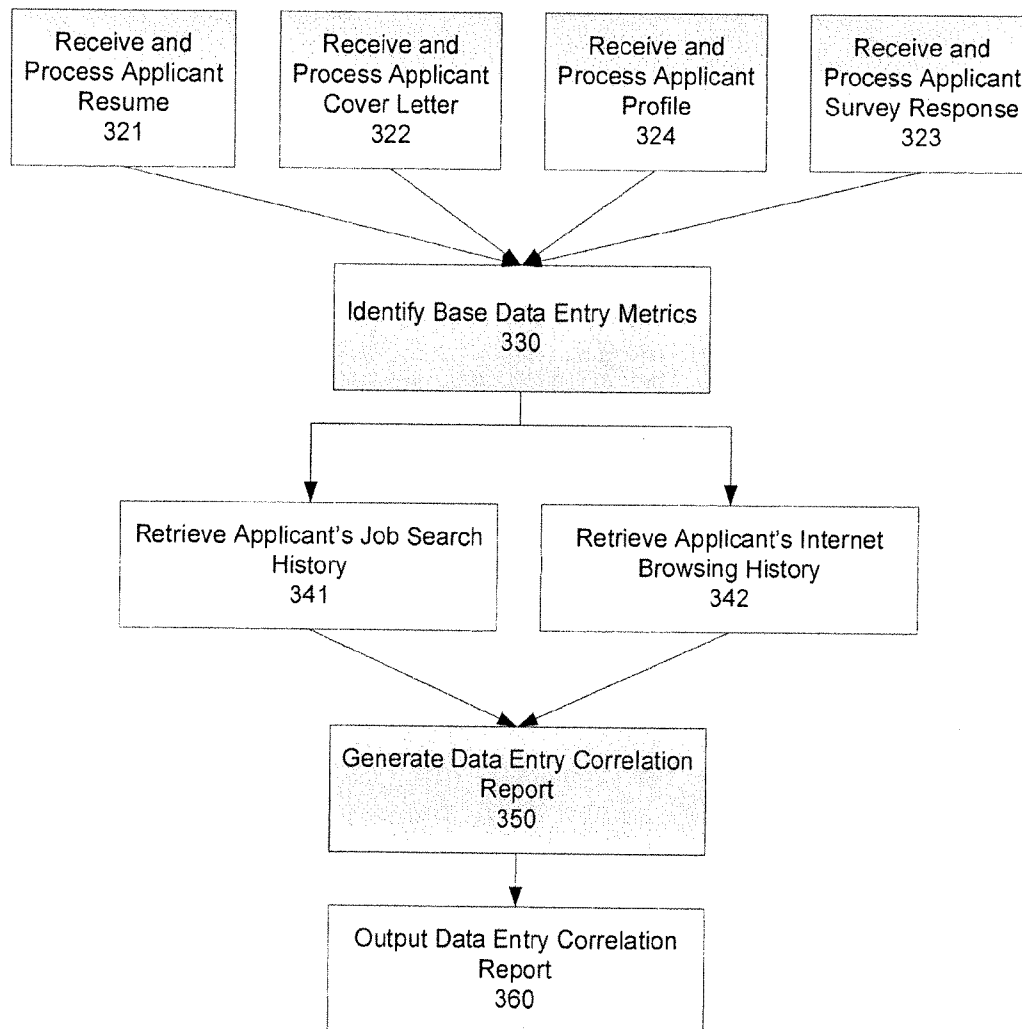 Receive and
Process Applicant
Resume
321
Receive and
Process Applicant
Cover Letter
322
Receive and
Process Applicant
Profile
324
Receive and
Process Applicant
Survey Response
323
Identify Base Data Entry Metrics
330
Retrieve Applicant's Job Search
History
341
Retrieve Applicant's Internet
Browsing History
342
Generate Data Entry Correlation
Report
350
Output Data Entry Correlation
Report
360